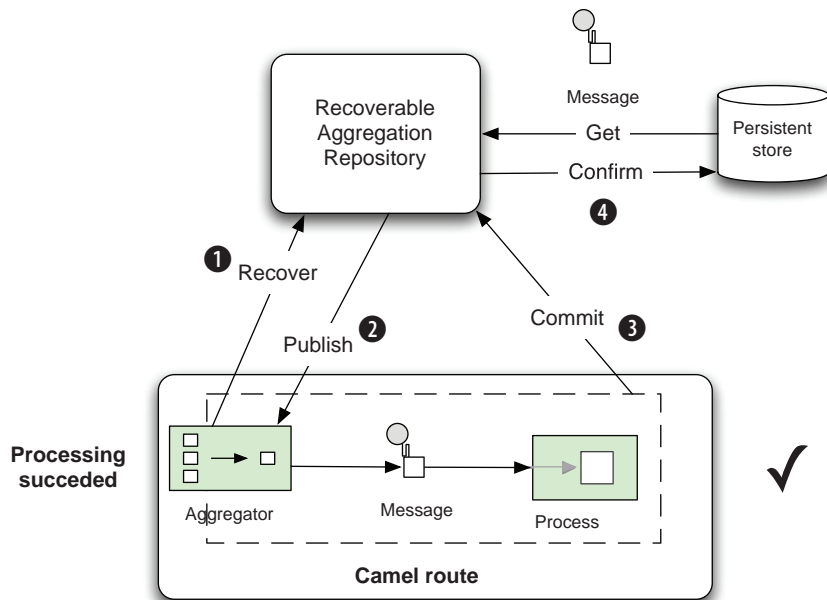 Recoverable
Aggregation
Repository
Message
Get
Confirm
4
Persistent
store
1
Recover
Publish
2
Commit
3
Processing
succeded
Aggregator
Message
Process
Camel route